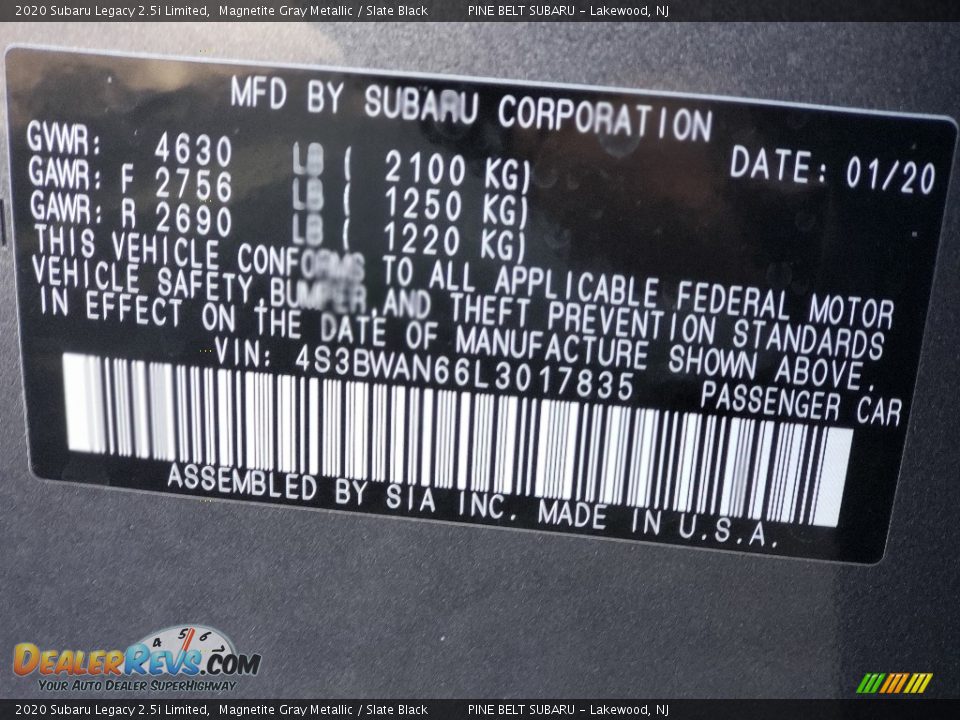 2020 Subaru Legacy 2.5i Limited, Magnetite Gray Metallic / Slate Black PINE BELT SUBARU - Lakewood, NJ
MFD BY SUBARU CORPORATION
GVWR: 4630 LB ( 2100 KG) DATE: 01/20
GAWR: F 2756 LB ( 1250 KG)
GAWR: R 2690 LB ( 1220 KG)
THIS VEHICLE CONFORMS TO ALL APPLICABLE FEDERAL MOTOR
VEHICLE SAFETY,BUMPER,AND THEFT PREVENTION STANDARDS
IN EFFECT ON THE DATE OF MANUFACTURE SHOWN ABOVE.
VIN: 4S3BWAN66L3017835 PASSENGER CAR
ASSEMBLED BY SIA INC. MADE IN U.S.A.
4 5 6 7
DEALERREVS.COM
YOUR AUTO DEALER SUPERHIGHWAY
2020 Subaru Legacy 2.5i Limited, Magnetite Gray Metallic / Slate Black PINE BELT SUBARU - Lakewood, NJ